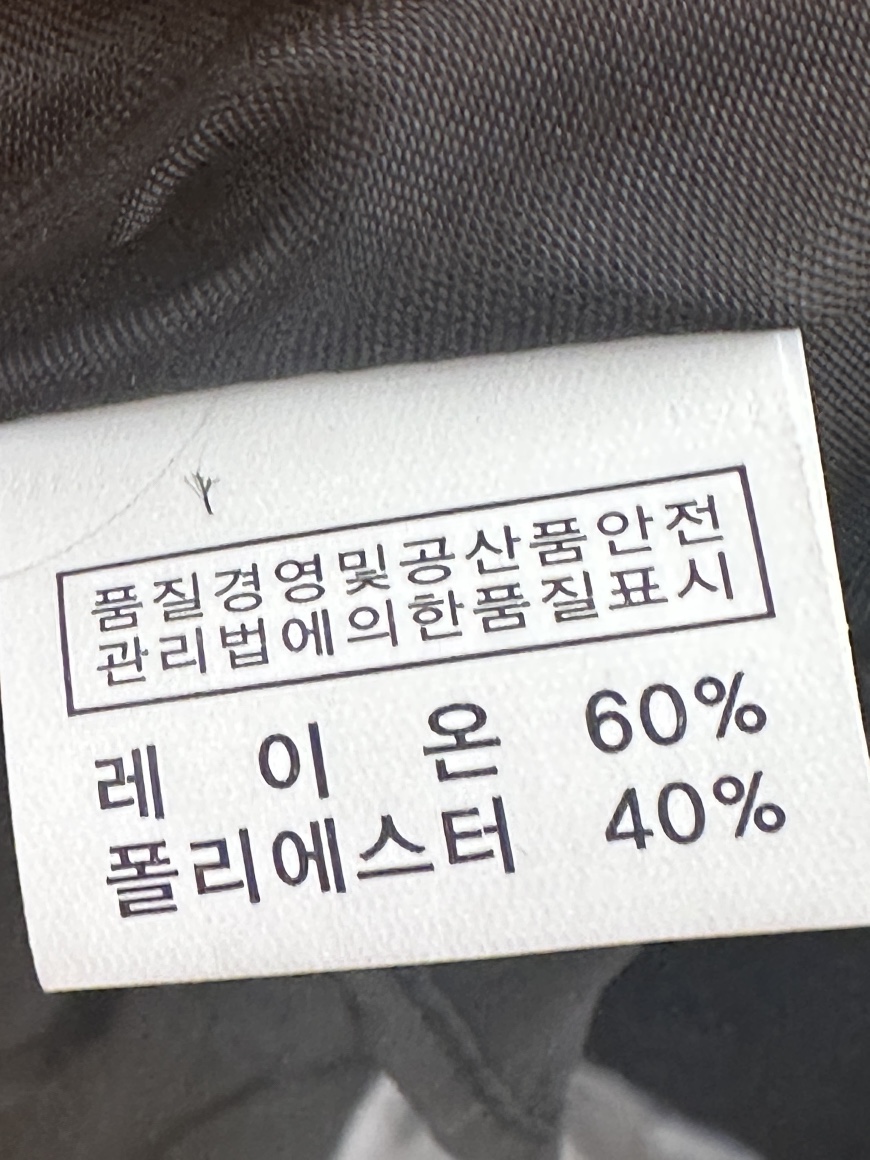 품질경영및공산품안전
관리법에의한품질표시
레 이 온 60%
폴리에스터 40%